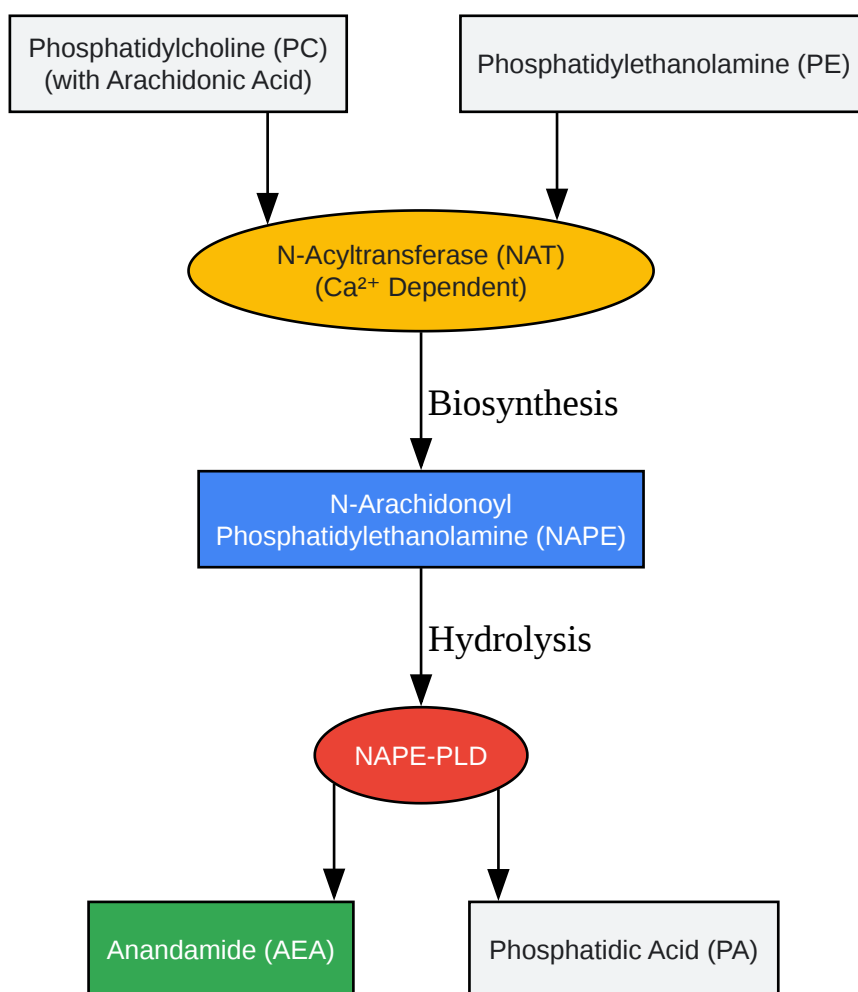 Phosphatidylcholine (PC)
(with Arachidonic Acid)
Phosphatidylethanolamine (PE)
N-Acyltransferase (NAT)
(Ca²⁺ Dependent)
Biosynthesis
N-Arachidonoyl
Phosphatidylethanolamine (NAPE)
Hydrolysis
NAPE-PLD
Anandamide (AEA)
Phosphatidic Acid (PA)